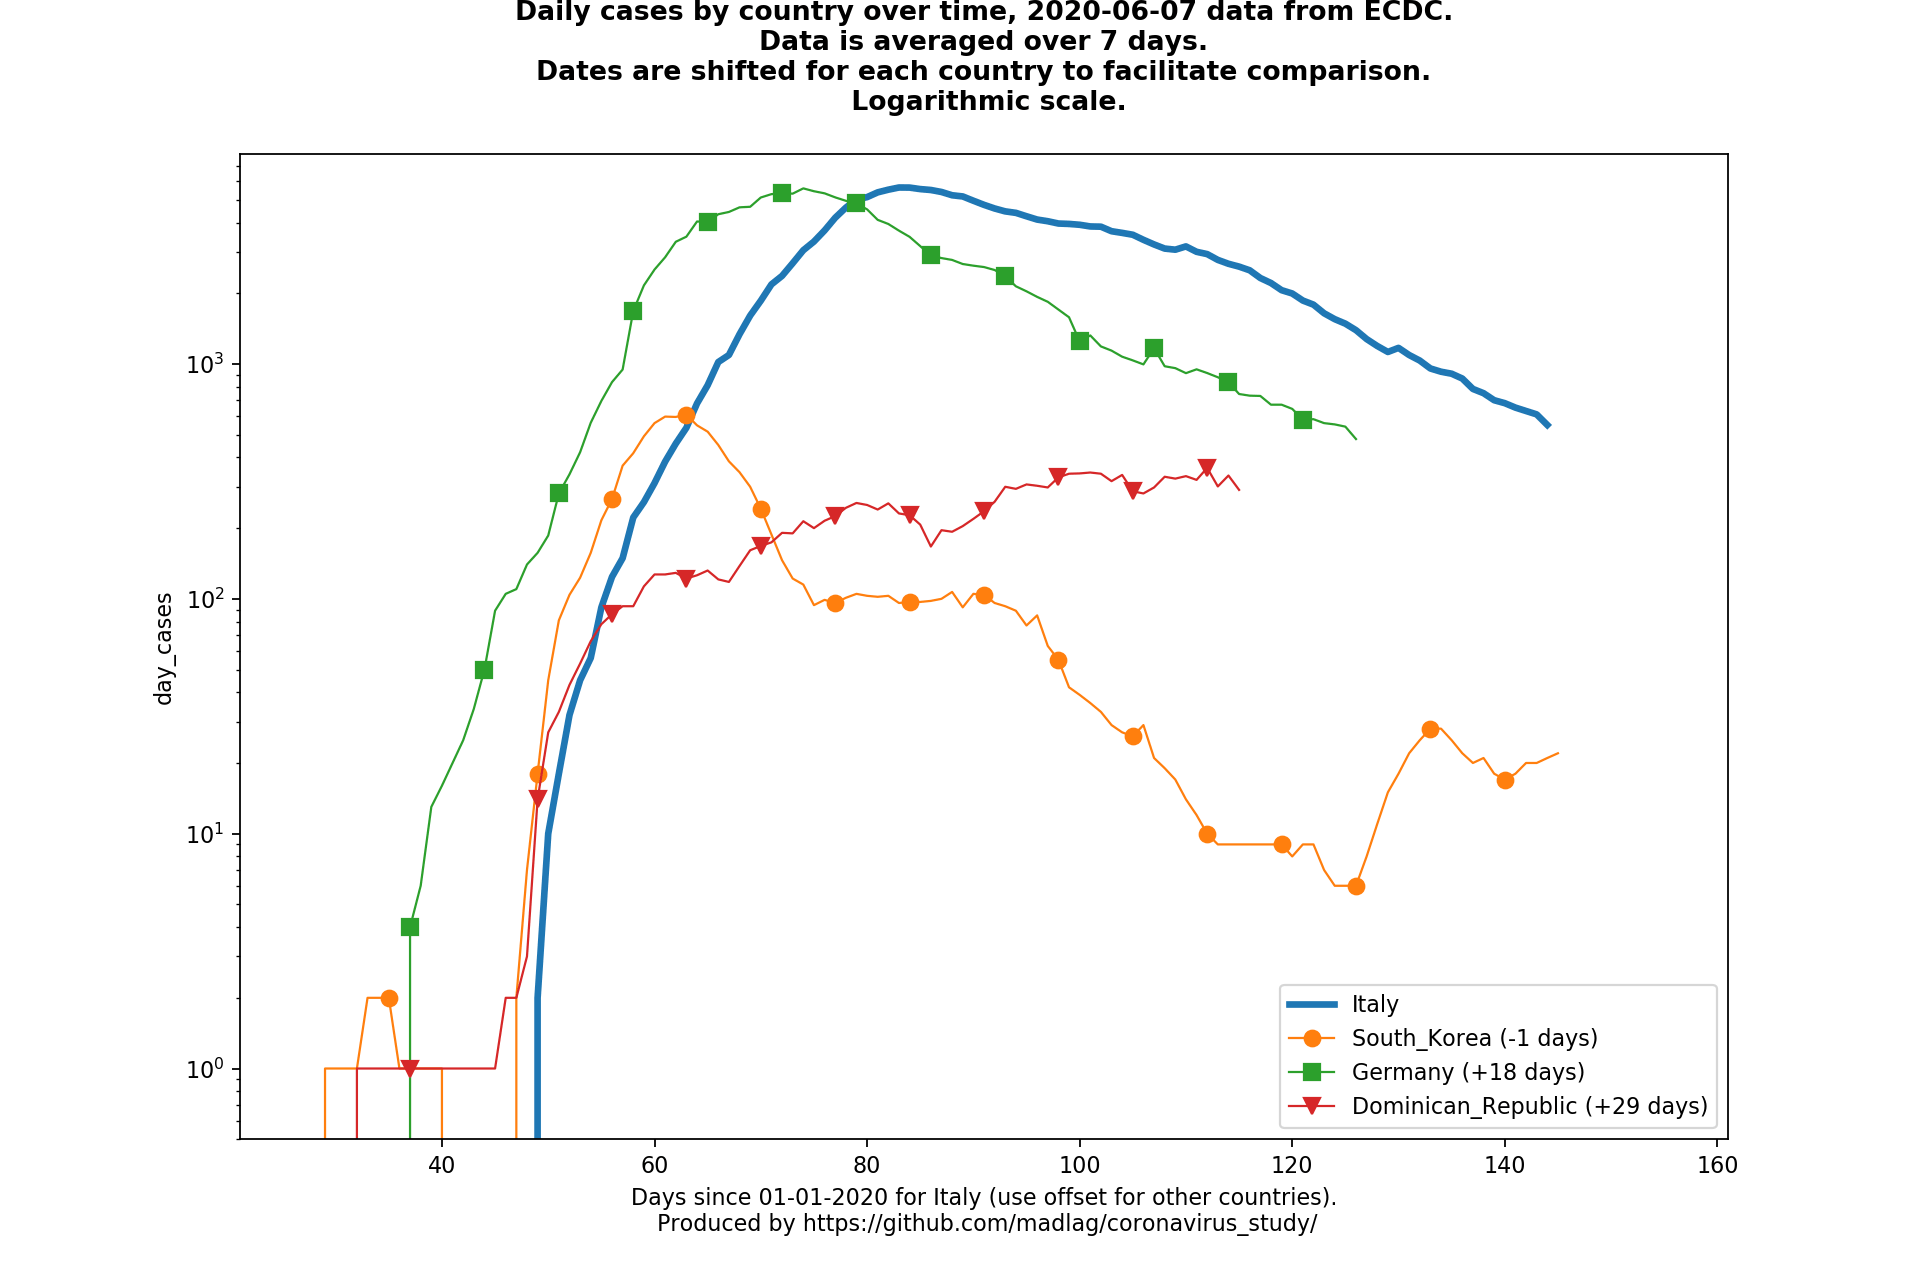 Daily cases by country over time, 2020-06-07 data from ECDC.
Data is averaged over 7 days.
Dates are shifted for each country to facilitate comparison.
Logarithmic scale.
10³
10²
10¹
10⁰
day_cases
40 60 80 100 120 140 160
Days since 01-01-2020 for Italy (use offset for other countries).
Produced by https://github.com/madlag/coronavirus_study/
Italy
South_Korea (-1 days)
Germany (+18 days)
Dominican_Republic (+29 days)